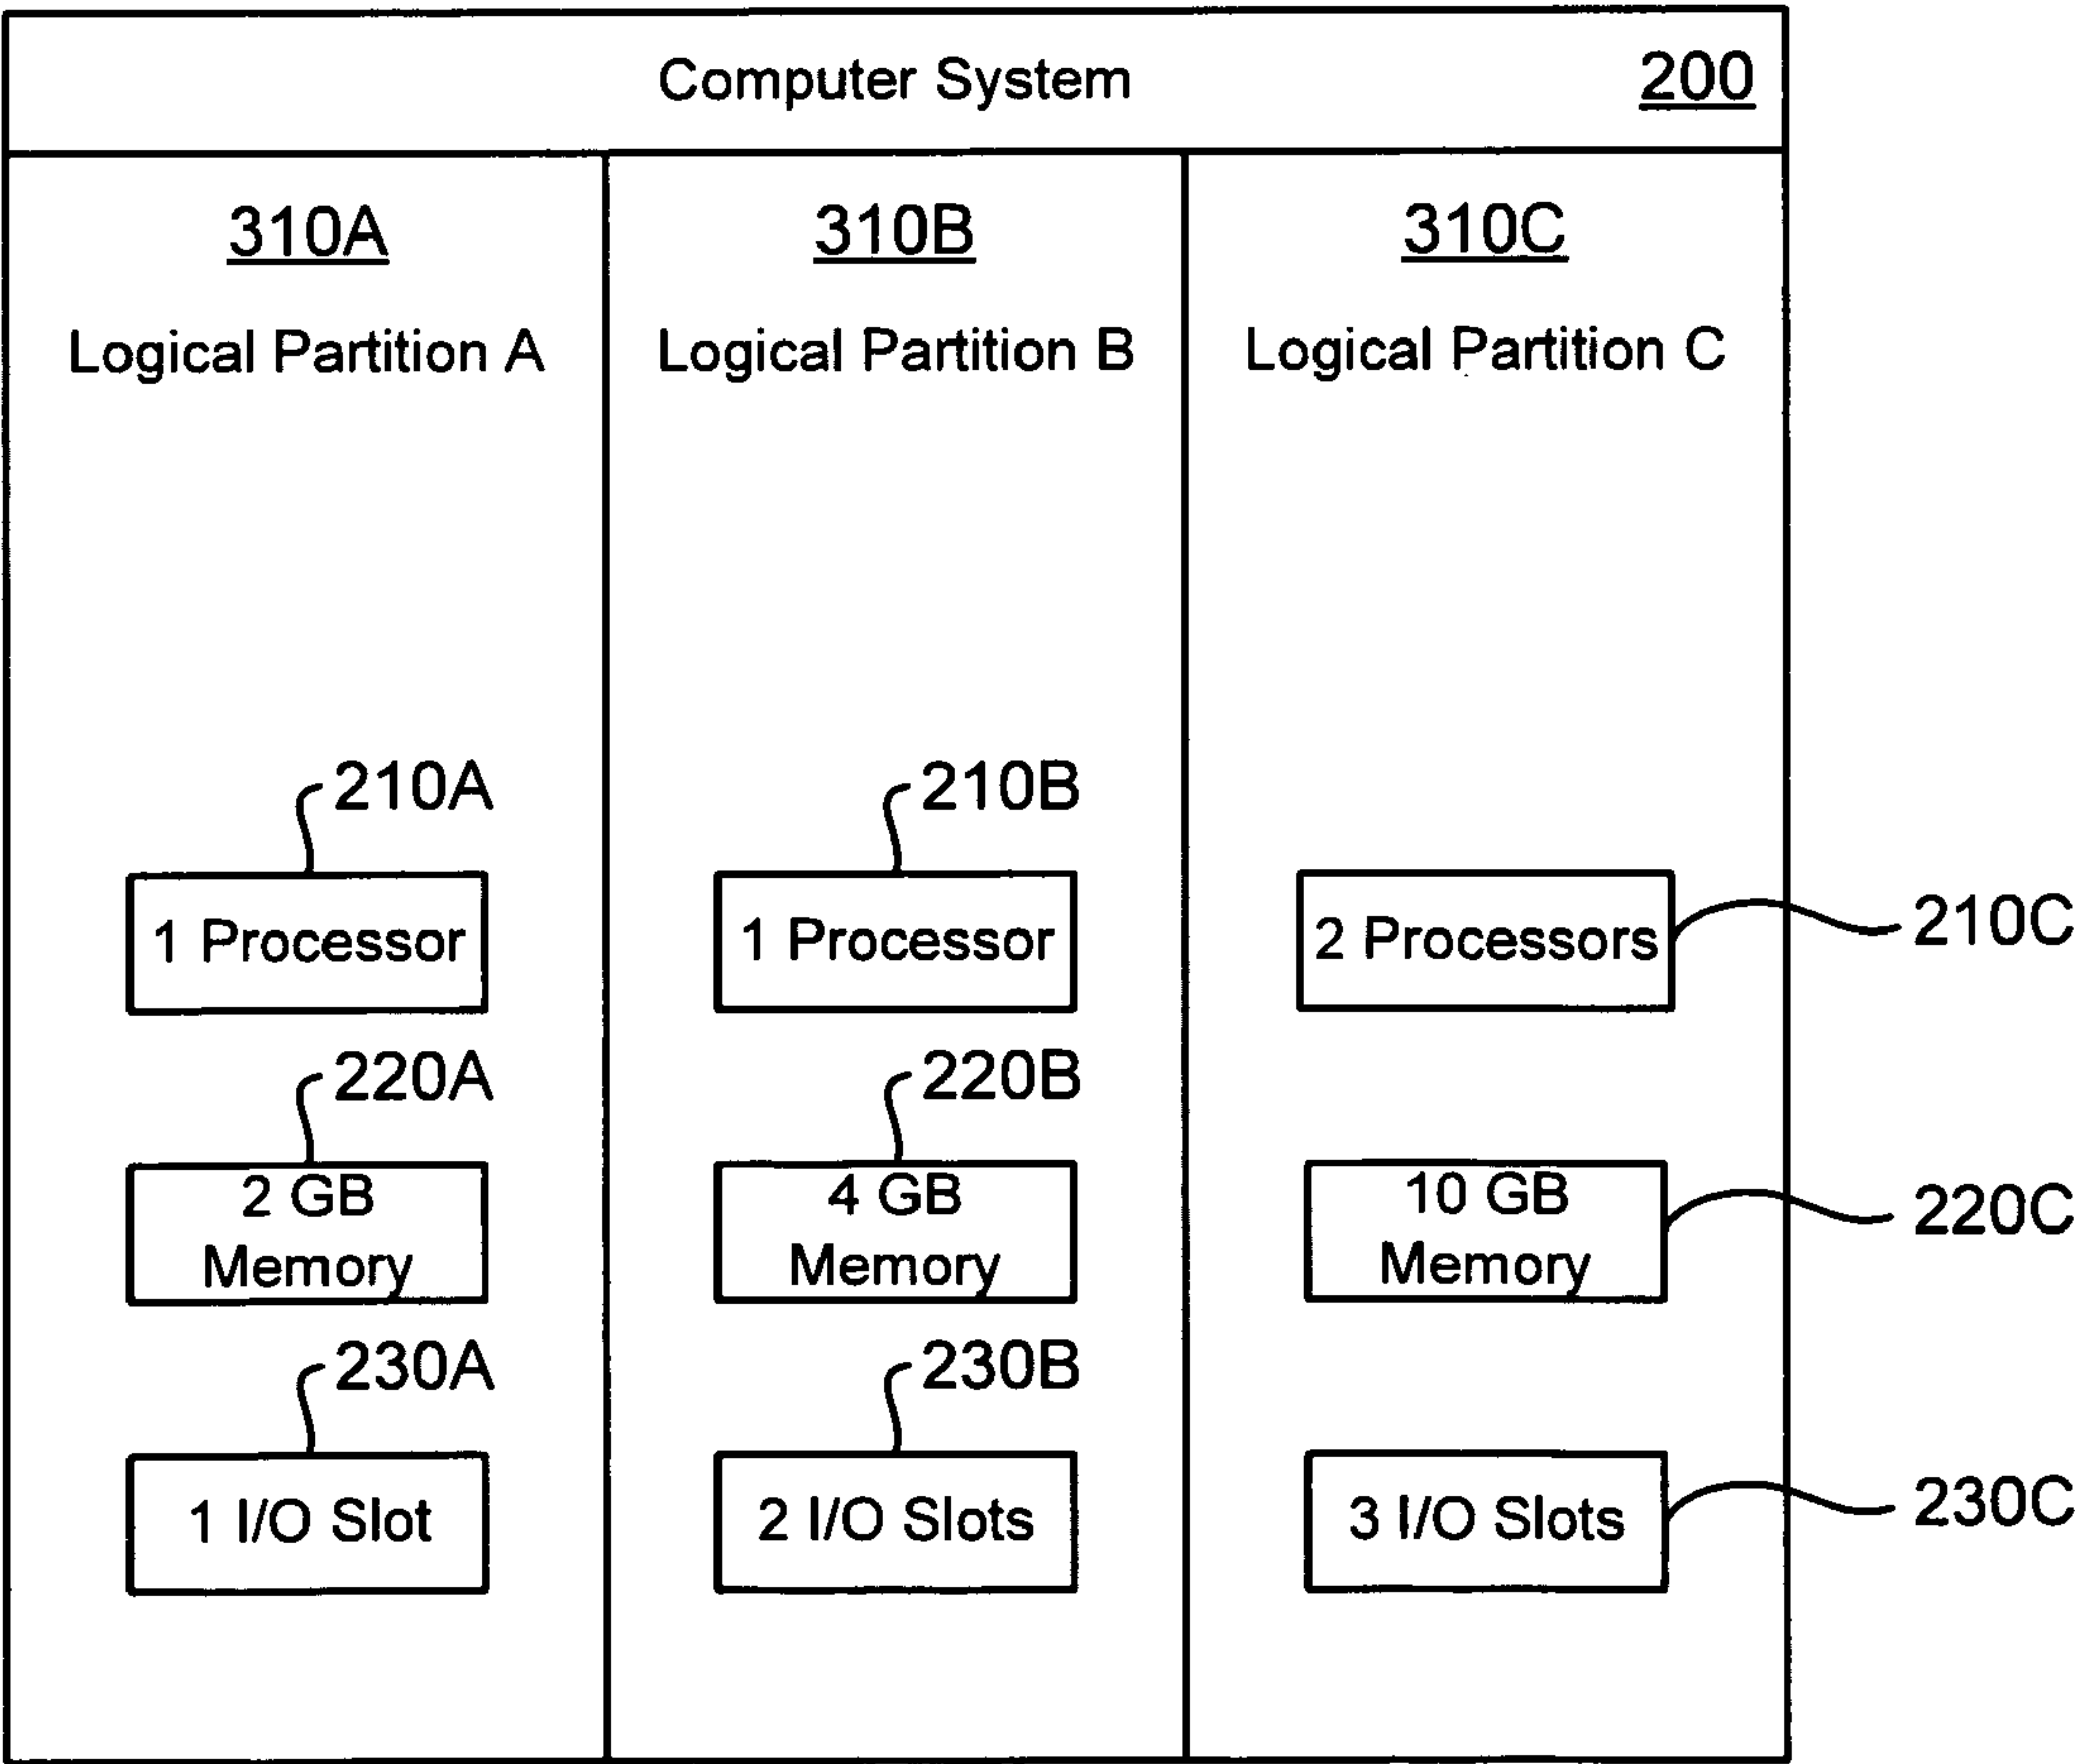 Computer System 200
310A 310B 310C
Logical Partition A Logical Partition B Logical Partition C
210A 210B
1 Processor 1 Processor 2 Processors 210C
220A 220B
2 GB 4 GB 10 GB
Memory Memory Memory 220C
230A 230B
1 I/O Slot 2 I/O Slots 3 I/O Slots 230C